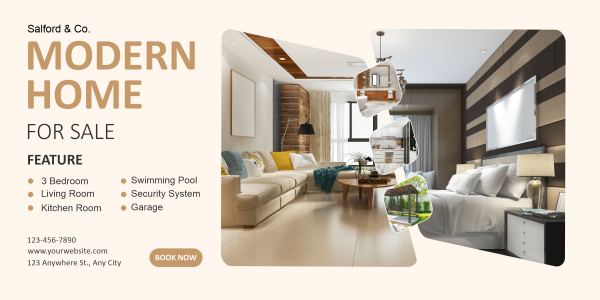 Salford & Co.
MODERN
HOME
FOR SALE
FEATURE
3 Bedroom
Living Room
Kitchen Room
Swimming Pool
Security System
Garage
123-456-7890
www.yourwebsite.com
123 Anywhere St., Any City
BOOK NOW